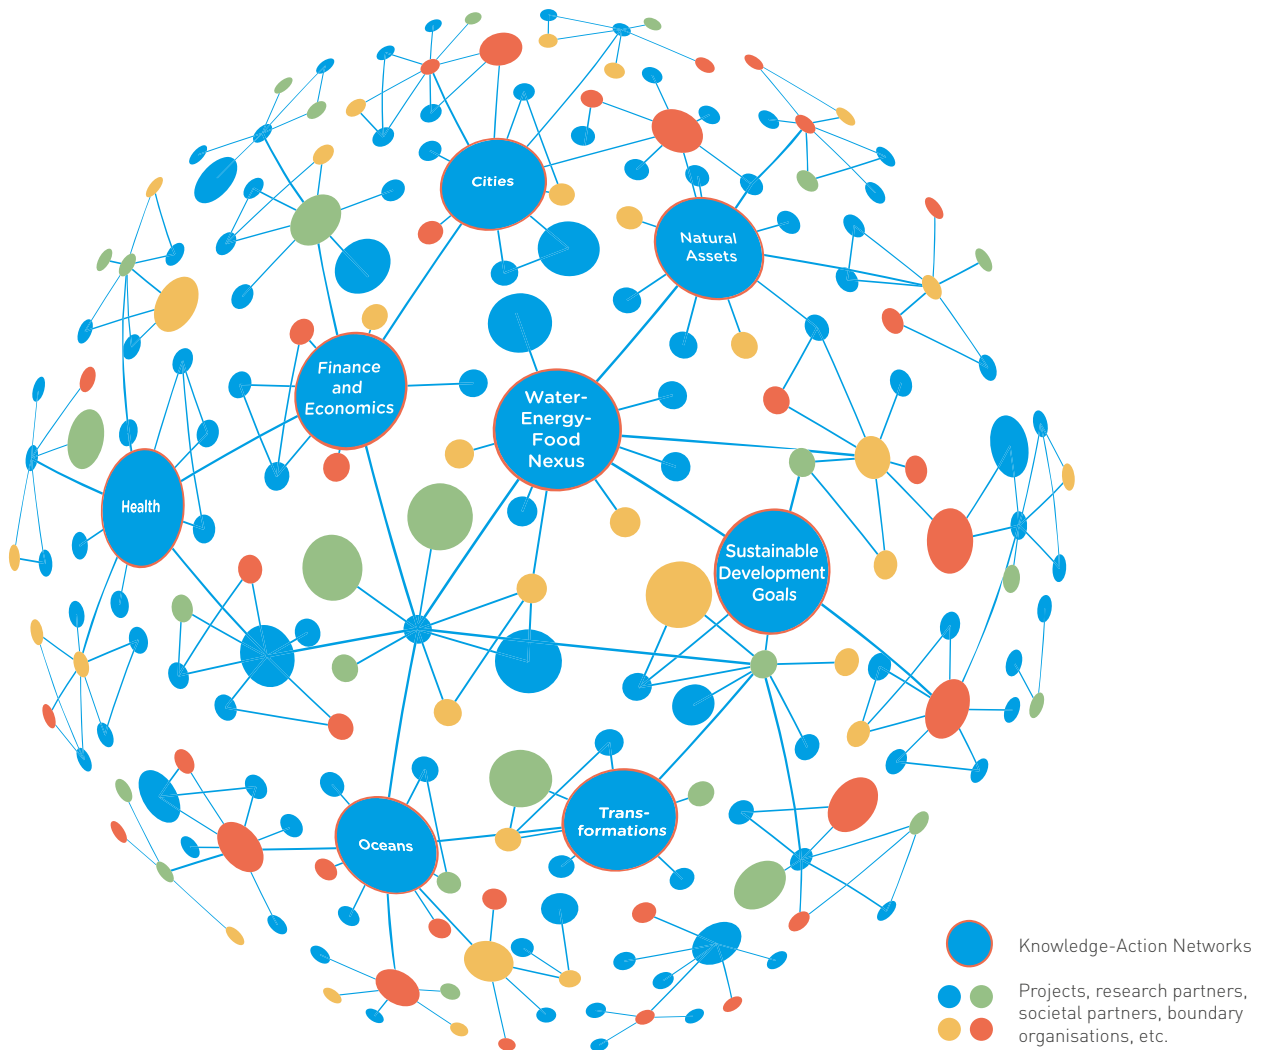 Cities
Natural
Assets
Finance
and
Economics
Water-
Energy-
Food
Nexus
Health
Sustainable
Development
Goals
Trans-
formations
Oceans
Knowledge-Action Networks
Projects, research partners,
societal partners, boundary
organisations, etc.